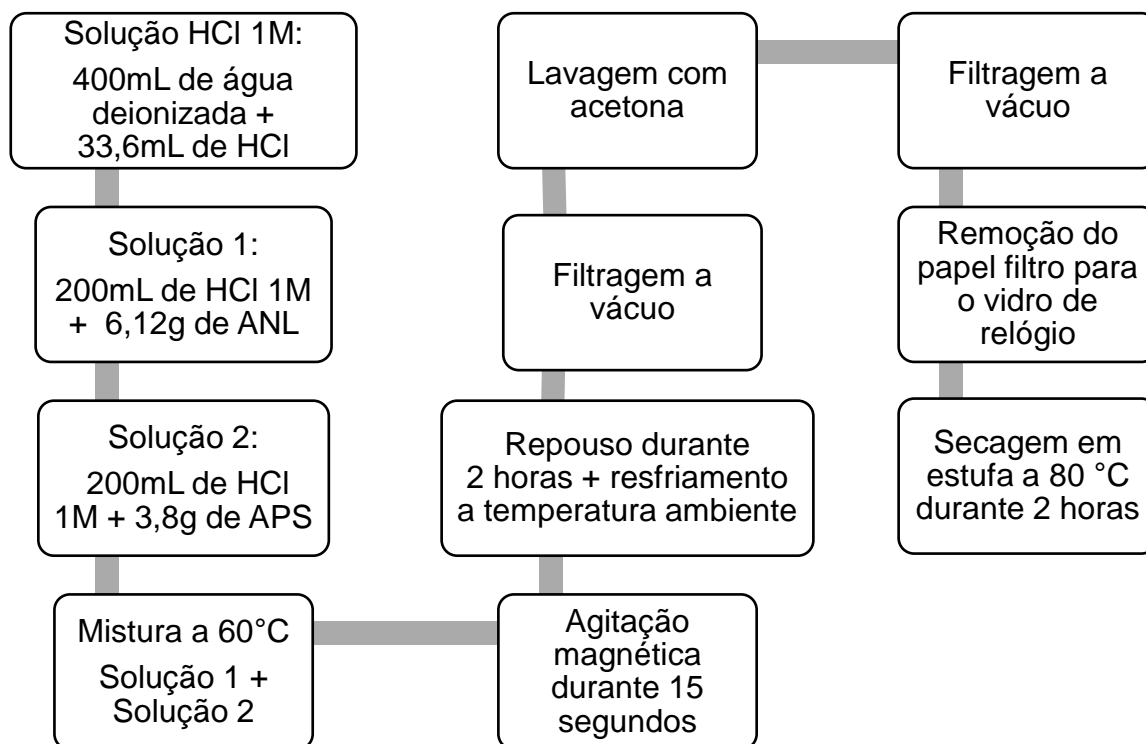 Solução HCl 1M:
400mL de água
deionizada +
33,6mL de HCl
Solução 1:
200mL de HCl 1M
+ 6,12g de ANL
Solução 2:
200mL de HCl
1M + 3,8g de APS
Mistura a 60°C
Solução 1 +
Solução 2
Agitação
magnética
durante 15
segundos
Repouso durante
2 horas + resfriamento
a temperatura ambiente
Filtragem a
vácuo
Lavagem com
acetona
Filtragem a
vácuo
Remoção do
papel filtro para
o vidro de
relógio
Secagem em
estufa a 80 °C
durante 2 horas